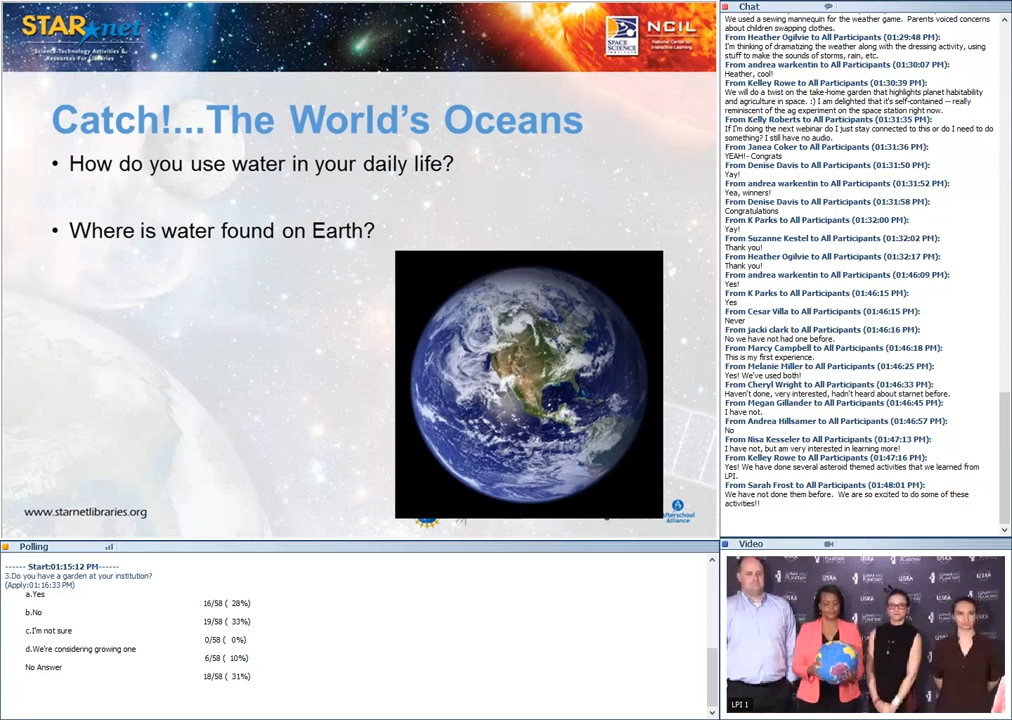 STAR net
Science-Technology Activities &
Resources For Libraries
SPACE
SCIENCE
INSTITUTE
NCIL
National Center for
Interactive Learning
Catch!...The World's Oceans
• How do you use water in your daily life?
• Where is water found on Earth?
www.starnetlibraries.org
Afterschool
Alliance
Chat
We used a sewing mannequin for the weather game. Parents voiced concerns
about children swapping clothes.
From Heather Ogilvie to All Participants (01:29:48 PM):
I'm thinking of dramatizing the weather along with the dressing activity, using
stuff to make the sounds of storms, rain, etc.
From andrea warkentin to All Participants (01:30:07 PM):
Heather, cool!
From Kelley Rowe to All Participants (01:30:39 PM):
We will do a twist on the take-home garden that highlights planet habitability
and agriculture in space. :) I am delighted that it's self-contained -- really
reminiscent of the ag experiment on the space station right now.
From Kelly Roberts to All Participants (01:31:35 PM):
If I'm doing the next webinar do I just stay connected to this or do I need to do
something? I still have no audio.
From Janea Coker to All Participants (01:31:36 PM):
YEAH!- Congrats
From Denise Davis to All Participants (01:31:50 PM):
Yay!
From andrea warkentin to All Participants (01:31:52 PM):
Yea, winners!
From Denise Davis to All Participants (01:31:58 PM):
Congratulations
From K Parks to All Participants (01:32:00 PM):
Yay!
From Suzanne Kestel to All Participants (01:32:02 PM):
Thank you!
From Heather Ogilvie to All Participants (01:32:17 PM):
Thank you!
From andrea warkentin to All Participants (01:46:09 PM):
Yes!
From K Parks to All Participants (01:46:15 PM):
Yes
From Cesar Villa to All Participants (01:46:15 PM):
Never
From jacki clark to All Participants (01:46:16 PM):
No we have not had one before.
From Marcy Campbell to All Participants (01:46:18 PM):
This is my first experience.
From Melanie Miller to All Participants (01:46:25 PM):
Yes! We've used both!
From Cheryl Wright to All Participants (01:46:33 PM):
Haven't done, very interested, hadn't heard about starnet before.
From Megan Gillander to All Participants (01:46:45 PM):
I have not.
From Andrea Hillsamer to All Participants (01:46:57 PM):
No
From Nisa Kesseler to All Participants (01:47:13 PM):
I have not, but am very interested in learning more!
From Kelley Rowe to All Participants (01:47:16 PM):
Yes! We have done several asteroid themed activities that we learned from
LPI.
From Sarah Frost to All Participants (01:48:01 PM):
We have not done them before. We are so excited to do some of these
activities!!
Polling
------ Start:01:15:12 PM------
3.Do you have a garden at your institution?
(Apply:01:16:33 PM)
a.Yes
16/58 ( 28%)
b.No
19/58 ( 33%)
c.I'm not sure
0/58 ( 0%)
d.We're considering growing one
6/58 ( 10%)
No Answer
18/58 ( 31%)
Video
USRA
USRA
USRA
LPI 1